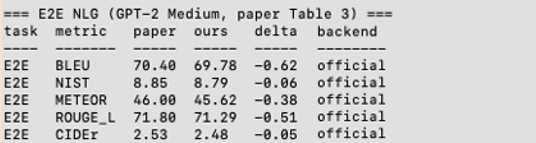 === E2E NLG (GPT-2 Medium, paper Table 3) ===
task  metric   paper  ours   delta  backend
----  -------  -----  -----  -----  --------
E2E   BLEU     70.40  69.78  -0.62  official
E2E   NIST     8.85   8.79   -0.06  official
E2E   METEOR   46.00  45.62  -0.38  official
E2E   ROUGE_L  71.80  71.29  -0.51  official
E2E   CIDEr    2.53   2.48   -0.05  official